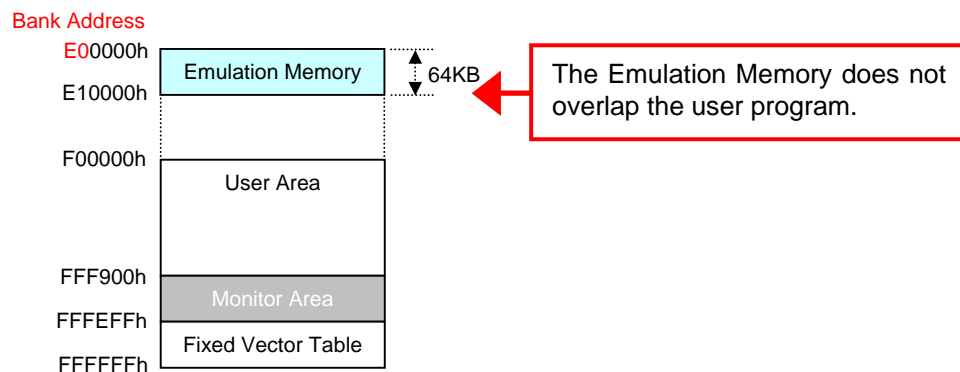 Bank Address
E00000h
Emulation Memory
64KB
The Emulation Memory does not
overlap the user program.
E10000h
F00000h
User Area
FFF900h
Monitor Area
FFFEFFh
Fixed Vector Table
FFFFFFh